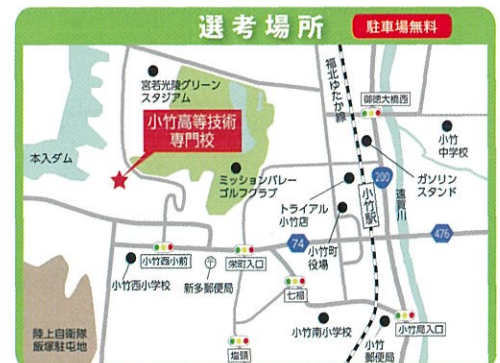 選考場所
駐車場無料
宮若光陵グリーン
スタジアム
小竹高等技術
専門校
本入ダム
ミッションバレー
ゴルフクラブ
福北ゆたか線
御徳大橋西
小竹
中学校
ガソリン
スタンド
200
遠賀川
トライアル
小竹店
小竹駅
小竹町
役場
74
476
小竹西小前
栄町入口
小竹西小学校
新多郵便局
七福
小竹南小学校
小竹
郵便局
小竹局入口
塩頭
陸上自衛隊
飯塚駐屯地